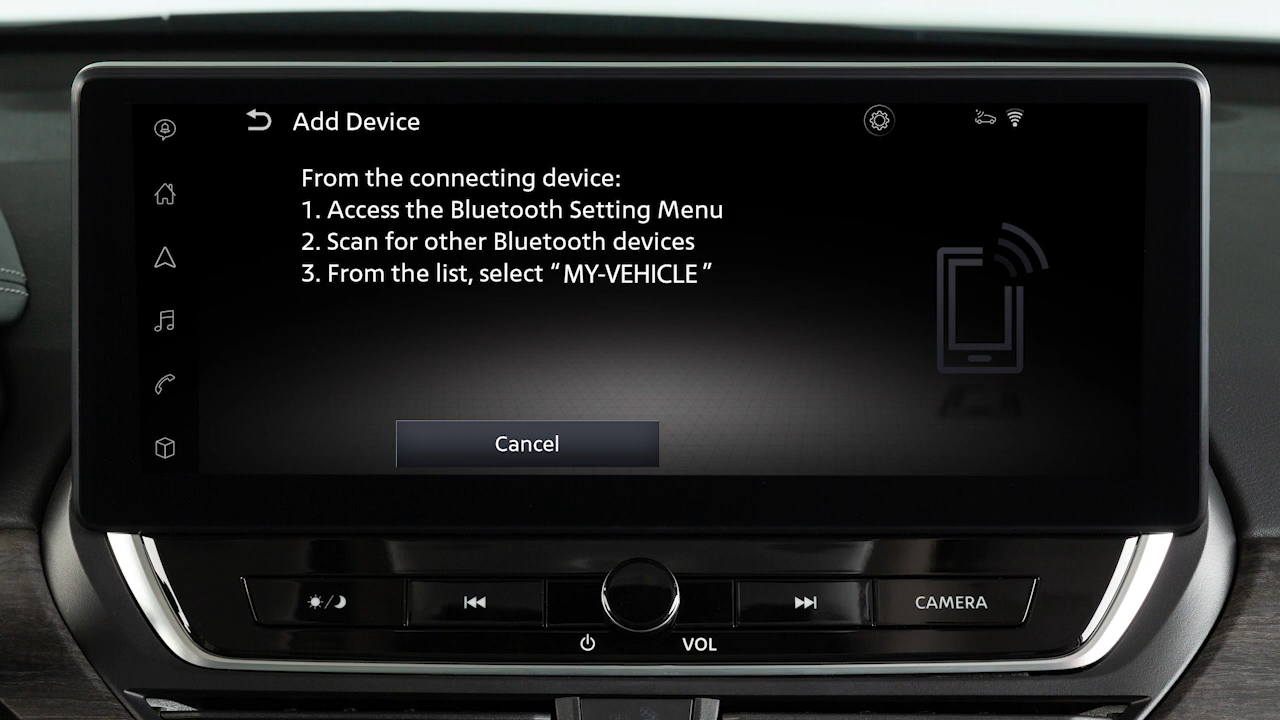 Add Device
From the connecting device:
1. Access the Bluetooth Setting Menu
2. Scan for other Bluetooth devices
3. From the list, select “MY-VEHICLE”
Cancel
CAMERA
VOL